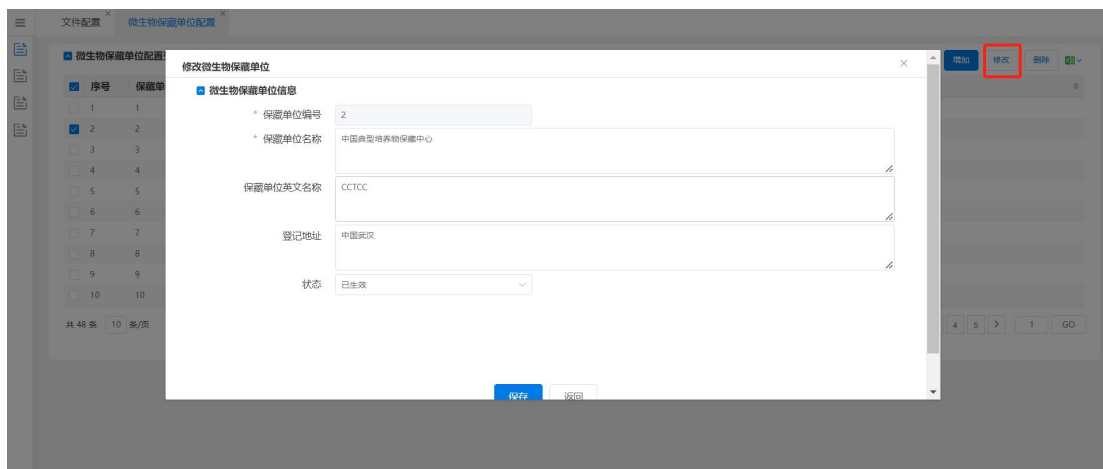 文件配置 ×
微生物保藏单位配置 ×
微生物保藏单位配置
增加
修改
删除
序号
保藏单
1 1
2 2
3 3
4 4
5 5
6 6
7 7
8 8
9 9
10 10
共 48 条 10 条/页
4 5 > 1 GO
修改微生物保藏单位 ×
微生物保藏单位信息
* 保藏单位编号 2
* 保藏单位名称 中国典型培养物保藏中心
保藏单位英文名称 CCTCC
登记地址 中国武汉
状态 已生效
保存 返回